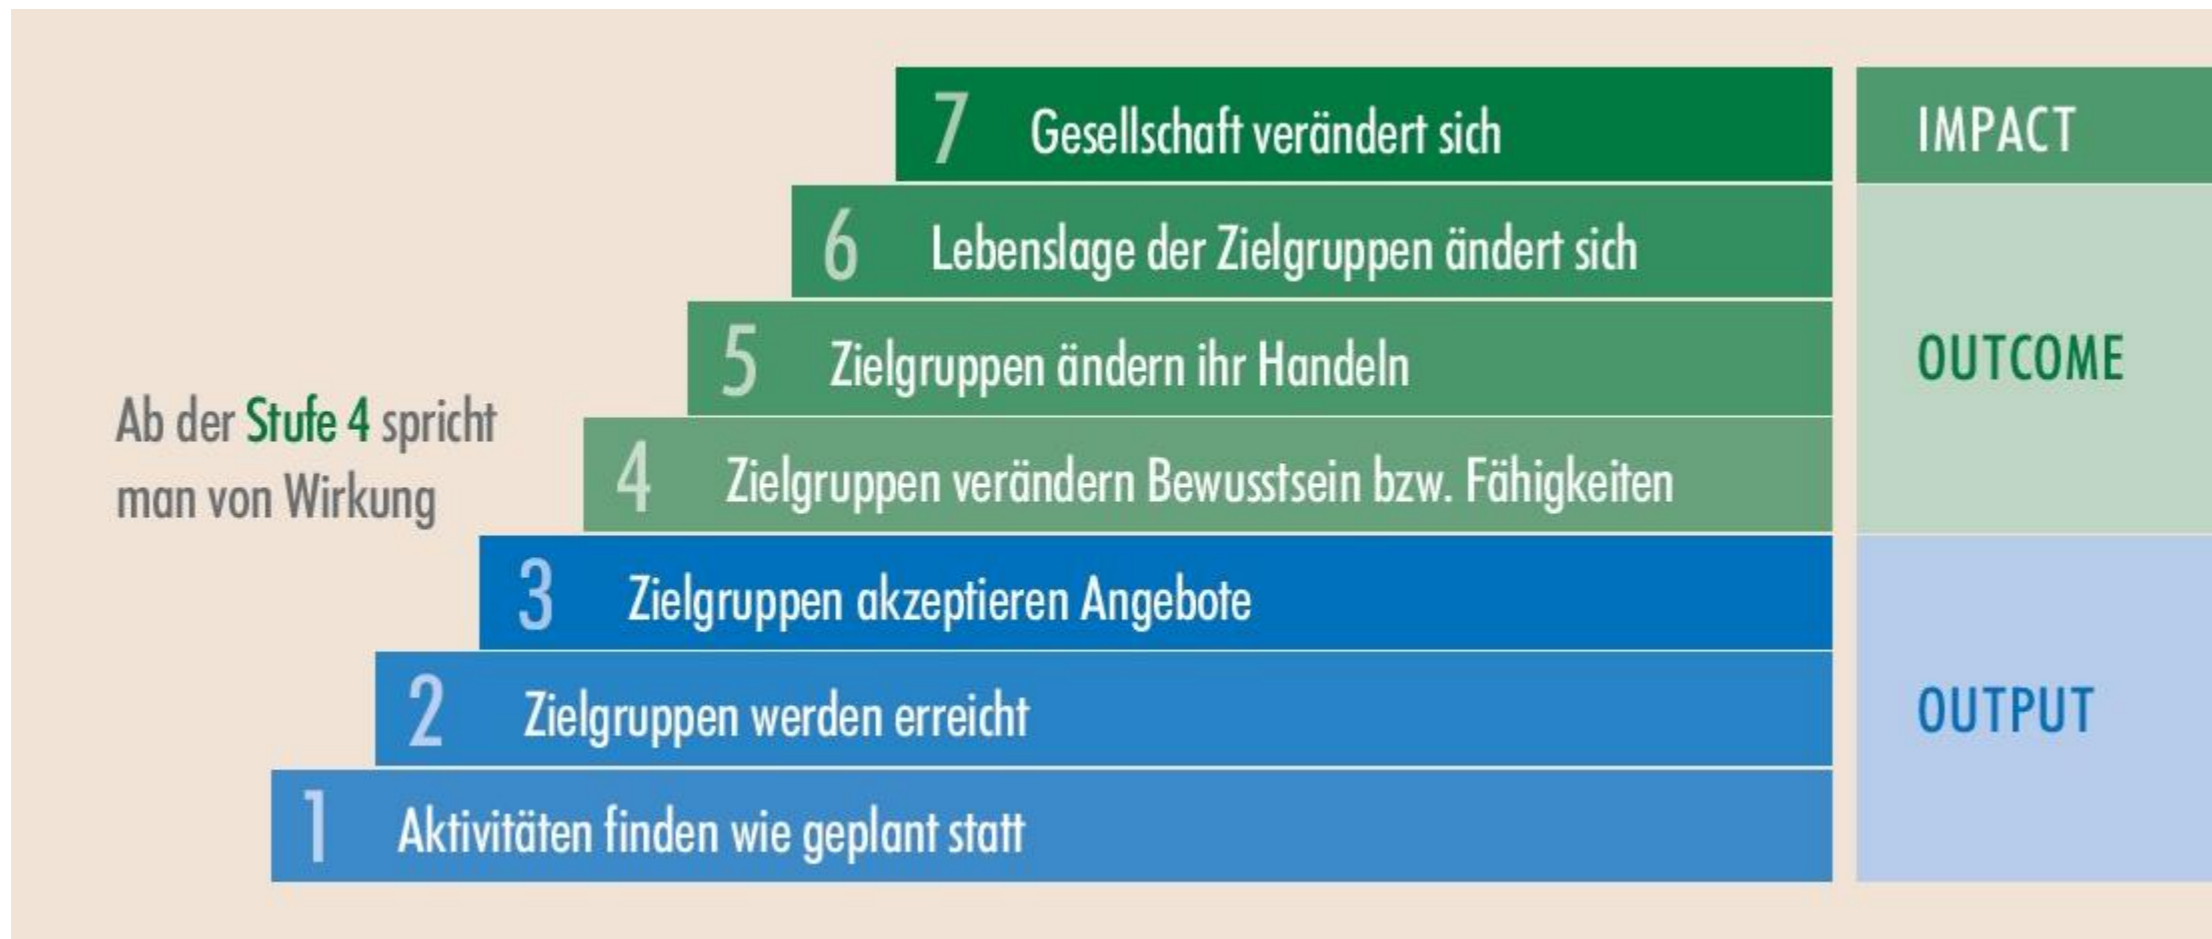 7 Gesellschaft verändert sich
IMPACT
6 Lebenslage der Zielgruppen ändert sich
5 Zielgruppen ändern ihr Handeln
OUTCOME
Ab der Stufe 4 spricht
man von Wirkung
4 Zielgruppen verändern Bewusstsein bzw. Fähigkeiten
3 Zielgruppen akzeptieren Angebote
2 Zielgruppen werden erreicht
OUTPUT
1 Aktivitäten finden wie geplant statt